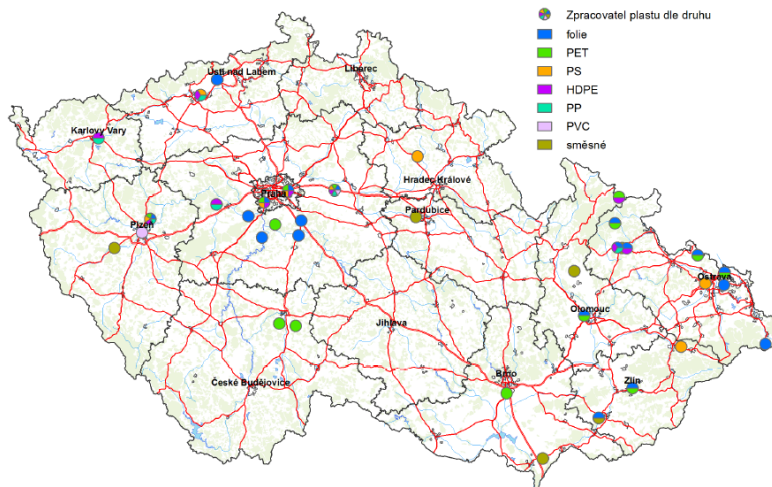 Zpracovatel plastu dle druhu
folie
PET
PS
HDPE
PP
PVC
směsné
Ústí nad Labem
Liberec
Karlovy Vary
Hradec Králové
Praha
Pardubice
Plzeň
Ostrava
Olomouc
Jihlava
Brno
Zlín
České Budějovice